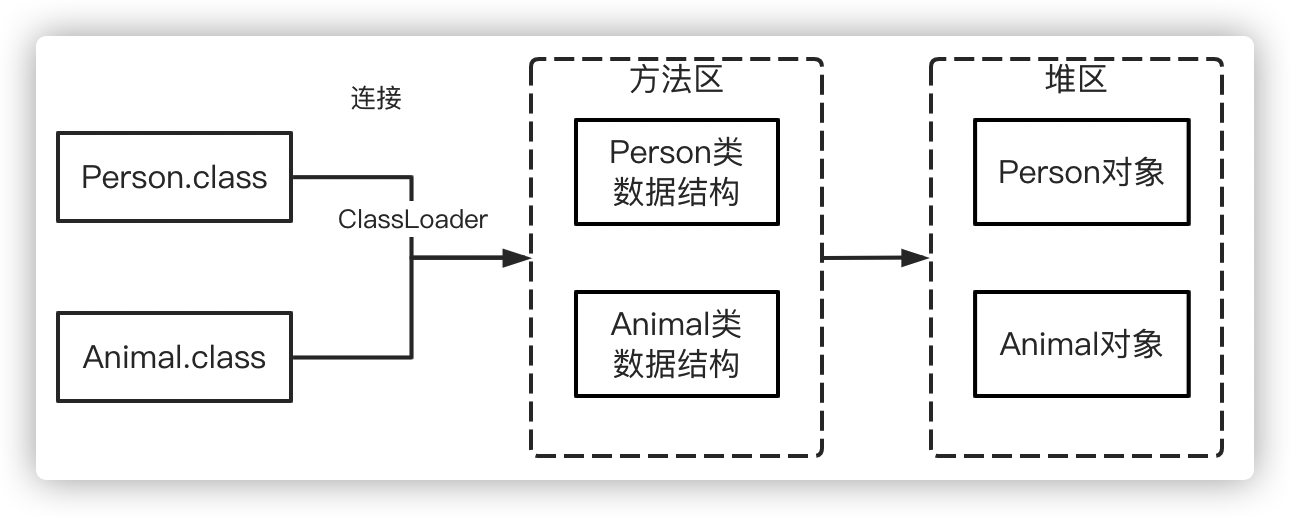 连接
Person.class
ClassLoader
Animal.class
方法区
Person类
数据结构
Animal类
数据结构
堆区
Person对象
Animal对象